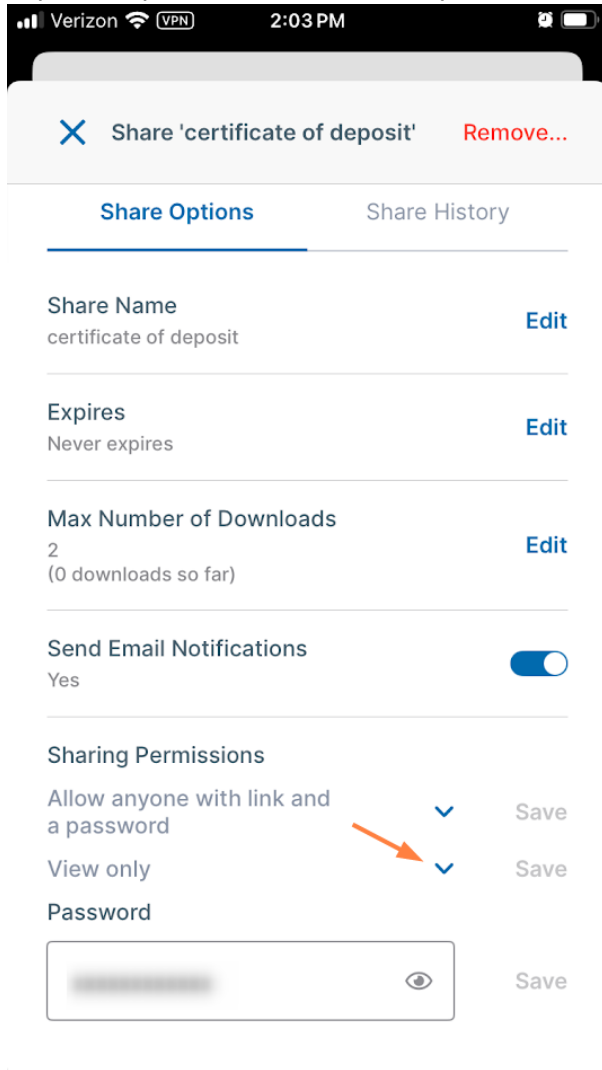 Verizon VPN 2:03 PM
Share 'certificate of deposit' Remove...
Share Options Share History
Share Name
certificate of deposit
Edit
Expires
Never expires
Edit
Max Number of Downloads
2
(0 downloads so far)
Edit
Send Email Notifications
Yes
Sharing Permissions
Allow anyone with link and
a password
Save
View only Save
Password
Save